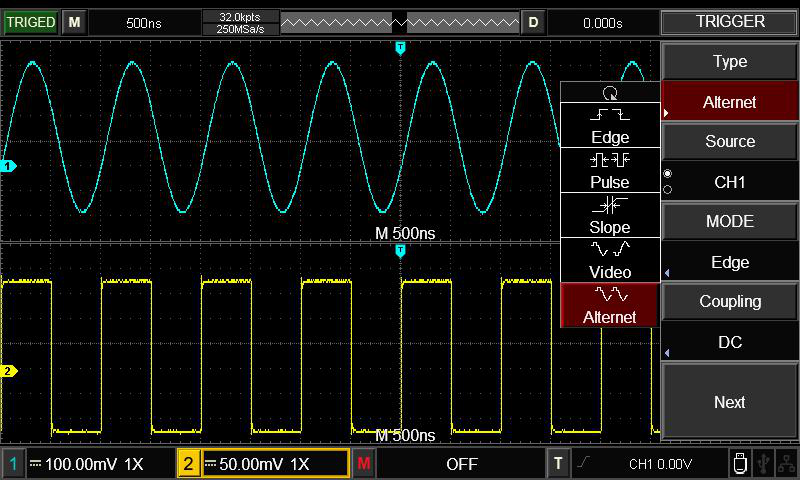 TRIGED M 500ns 32.0kpts D 0.000s TRIGGER
250MSa/s
T
Type
Alternet
Source
CH1
MODE
Edge
Coupling
DC
Next
Edge
Pulse
Slope
Video
Alternet
1
M 500ns
T
2
M 500ns
1 100.00mV 1X 2 50.00mV 1X M OFF T CH1 0.00V